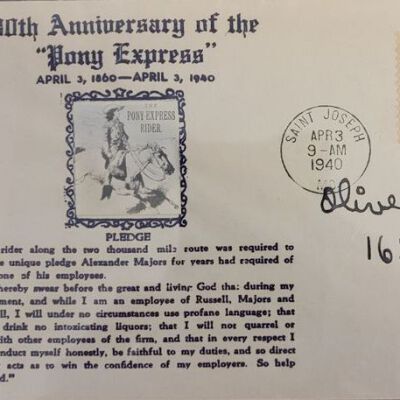 80th Anniversary of the
"Pony Express"
APRIL 3, 1860—APRIL 3, 1940
THE
PONY EXPRESS
RIDER.
SAINT JOSEPH
APR 3
9-AM
1940
MO.
Olive
16
PLEDGE
rider along the two thousand mile route was required to
e unique pledge Alexander Majors for years had required of
one of his employees.
hereby swear before the great and living God that during my
ment, and while I am an employee of Russell, Majors and
ll, I will under no circumstances use profane language; that
drink no intoxicating liquors; that I will not quarrel or
ith other employees of the firm, and that in every respect I
onduct myself honestly, be faithful to my duties, and so direct
y acts as to win the confidence of my employers. So help
d."